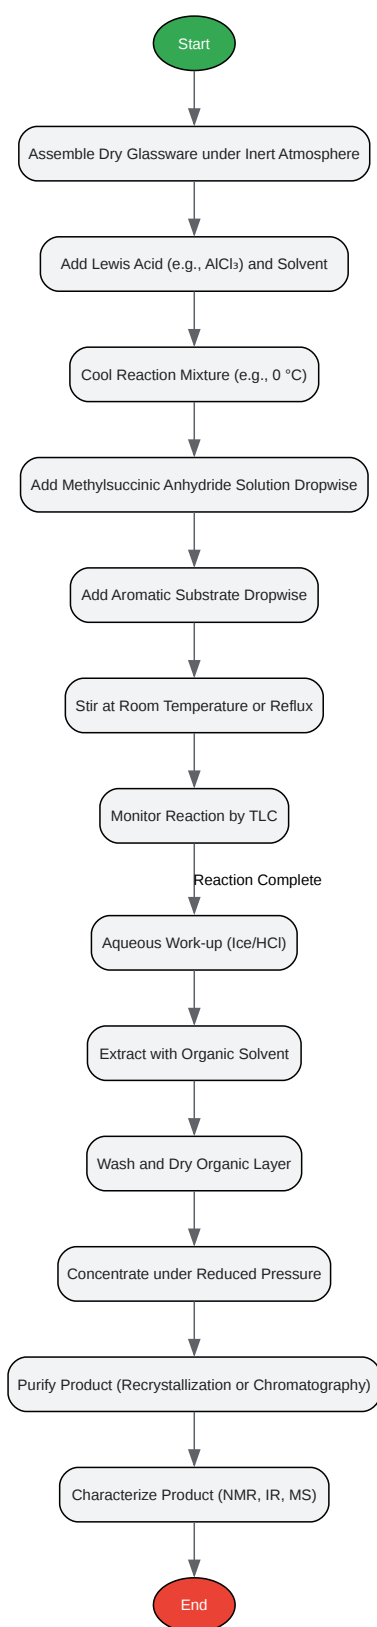 Start
Assemble Dry Glassware under Inert Atmosphere
Add Lewis Acid (e.g., AlCl₃) and Solvent
Cool Reaction Mixture (e.g., 0 °C)
Add Methylsuccinic Anhydride Solution Dropwise
Add Aromatic Substrate Dropwise
Stir at Room Temperature or Reflux
Monitor Reaction by TLC
Reaction Complete
Aqueous Work-up (Ice/HCl)
Extract with Organic Solvent
Wash and Dry Organic Layer
Concentrate under Reduced Pressure
Purify Product (Recrystallization or Chromatography)
Characterize Product (NMR, IR, MS)
End